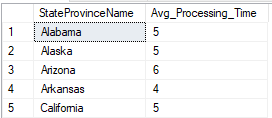 StateProvinceName Avg_Processing_Time
1 Alabama 5
2 Alaska 5
3 Arizona 6
4 Arkansas 4
5 California 5